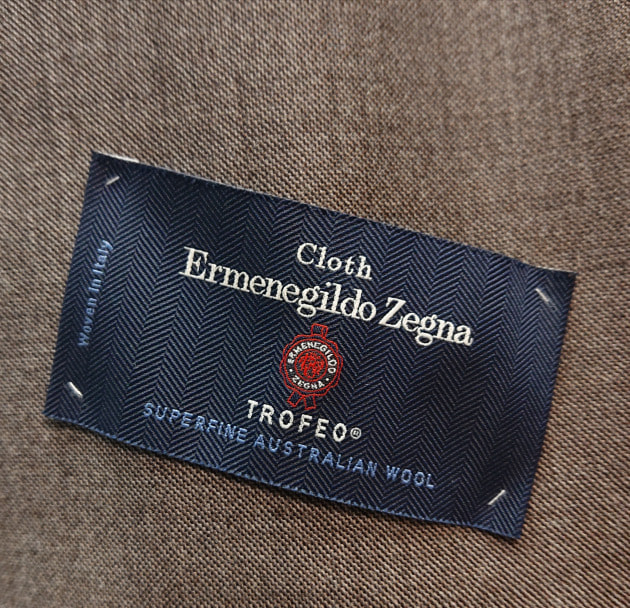 Woven in Italy
Cloth
Ermenegildo Zegna
ERMENEGILDO
ZEGNA
TROFEO®
SUPERFINE AUSTRALIAN WOOL